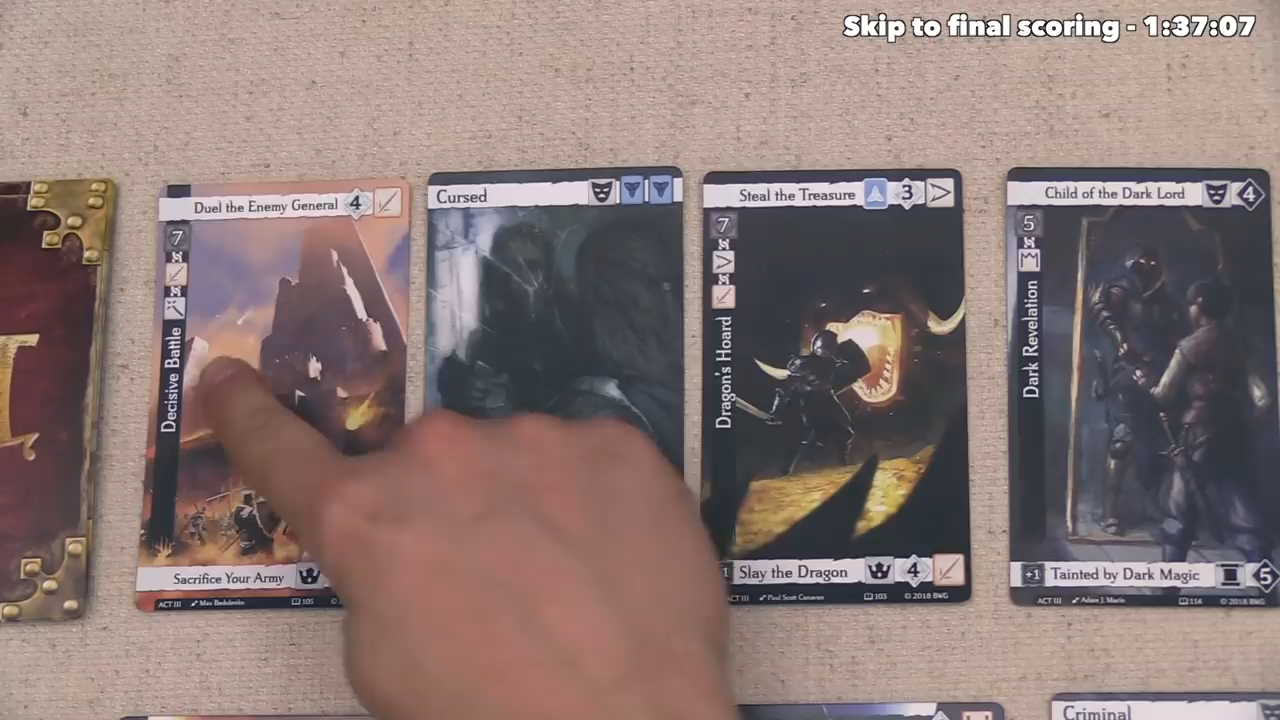 Skip to final scoring - 1:37:07
Duel the Enemy General 4
7
Decisive Battle
Sacrifice Your Army
ACT III Max Bedulenko 105
Cursed
Steal the Treasure 3
7
Dragon's Hoard
1 Slay the Dragon 4
ACT III Paul Scott Canavan 103 © 2018 BWG
Child of the Dark Lord 4
5
Dark Revelation
+1 Tainted by Dark Magic 5
ACT III Adam J. Marin 114 © 2018 BWG
Criminal